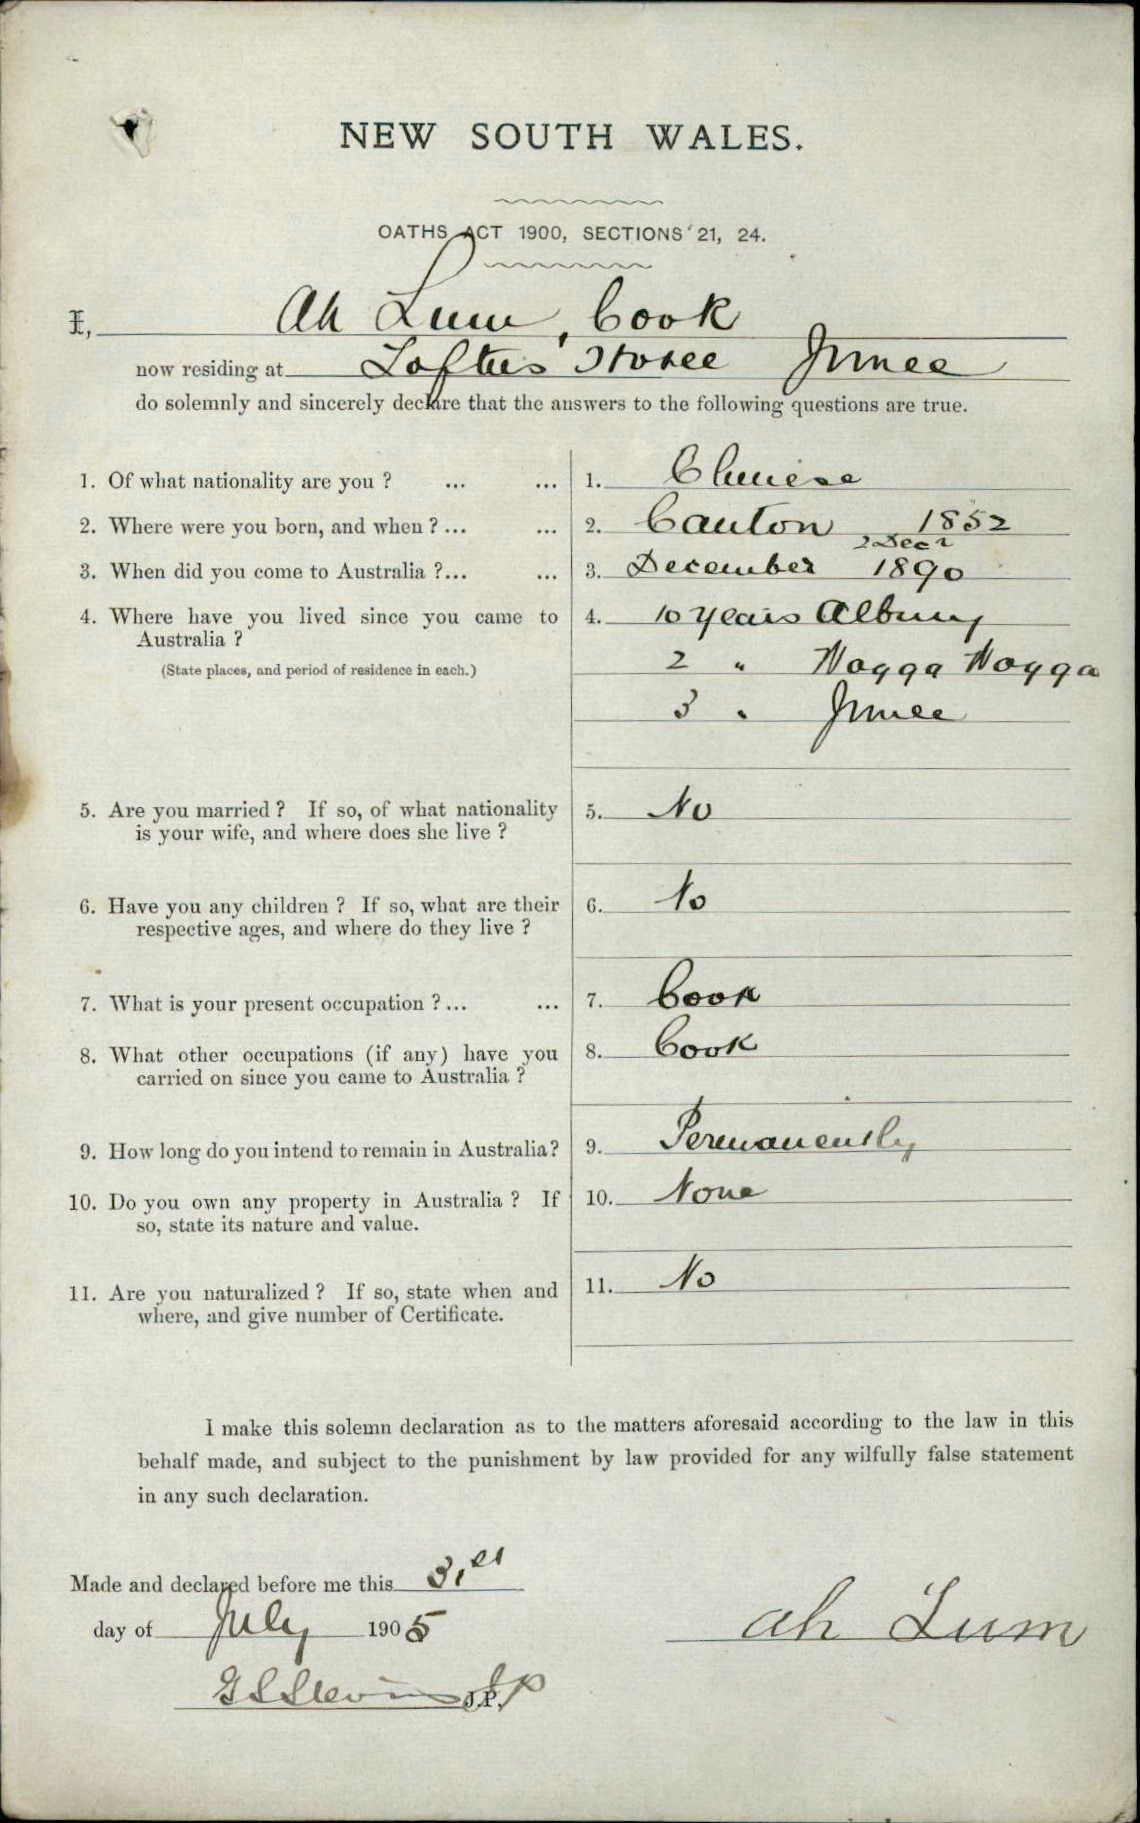 NEW SOUTH WALES.
OATHS ACT 1900, SECTIONS 21, 24.
I, Ah Lum, Cook
now residing at Loftus Street Junee
do solemnly and sincerely declare that the answers to the following questions are true.
1. Of what nationality are you ? ... ... 1. Chinese
2. Where were you born, and when ? ... ... 2. Canton 1852
2 Decr
3. When did you come to Australia ?... ... 3. December 1890
4. Where have you lived since you came to 4. 10 years Albury
Australia ?
(State places, and period of residence in each.) 2 " Wagga Wagga
3 " Junee
5. Are you married ? If so, of what nationality 5. No
is your wife, and where does she live ?
6. Have you any children ? If so, what are their 6. No
respective ages, and where do they live ?
7. What is your present occupation ?... ... 7. Cook
8. What other occupations (if any) have you 8. Cook
carried on since you came to Australia ?
9. How long do you intend to remain in Australia? 9. Permanently
10. Do you own any property in Australia ? If 10. None
so, state its nature and value.
11. Are you naturalized ? If so, state when and 11. No
where, and give number of Certificate.
I make this solemn declaration as to the matters aforesaid according to the law in this
behalf made, and subject to the punishment by law provided for any wilfully false statement
in any such declaration.
Made and declared before me this 31st
day of July 1905
ah Lum
J.P. JP